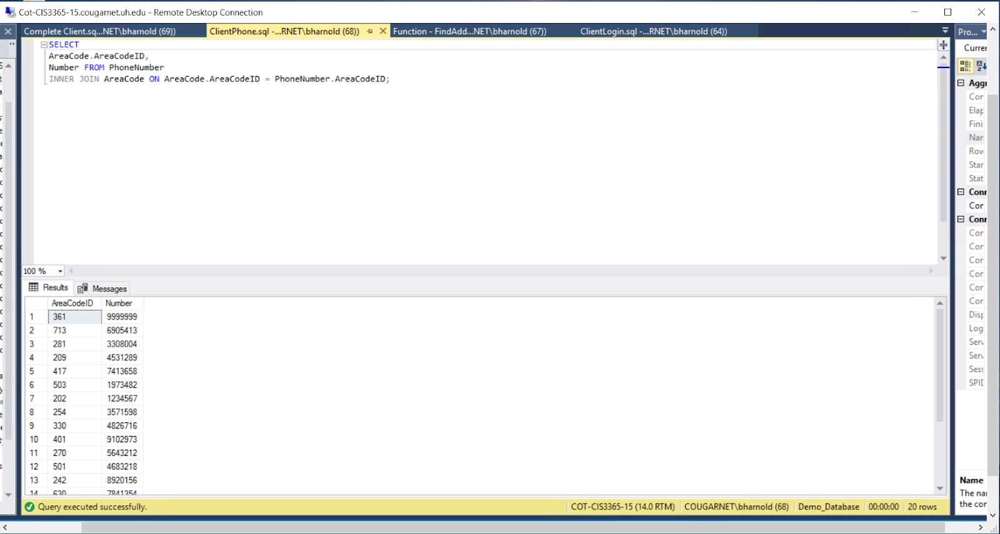 Cot-CIS3365-15.cougarnet.uh.edu - Remote Desktop Connection
Complete Client.sq...NET\bharnold (69))
ClientPhone.sql -...RNET\bharnold (68))
Function - FindAdd...NET\bharnold (67))
ClientLogin.sql -...RNET\bharnold (64))
Pro...
Curren
SELECT
AreaCode.AreaCodeID,
Number FROM PhoneNumber
INNER JOIN AreaCode ON AreaCode.AreaCodeID = PhoneNumber.AreaCodeID;
Aggr
Cor
Elap
Fini
Nar
Row
Star
Stat
Conn
Cor
Conn
Cor
Cor
Cor
Cor
Cor
Cor
Disp
Log
Serv
Serv
Sess
SPID
100 %
Results
Messages
AreaCodeID Number
1 361 9999999
2 713 6905413
3 281 3308004
4 209 4531289
5 417 7413658
6 503 1973482
7 202 1234567
8 254 3571598
9 330 4826716
10 401 9102973
11 270 5643212
12 501 4683218
13 242 8920156
14 630 7841354
Name
The nar
the cor
Query executed successfully.
COT-CIS3365-15 (14.0 RTM)
COUGARNET\bharnold (68)
Demo_Database
00:00:00
20 rows